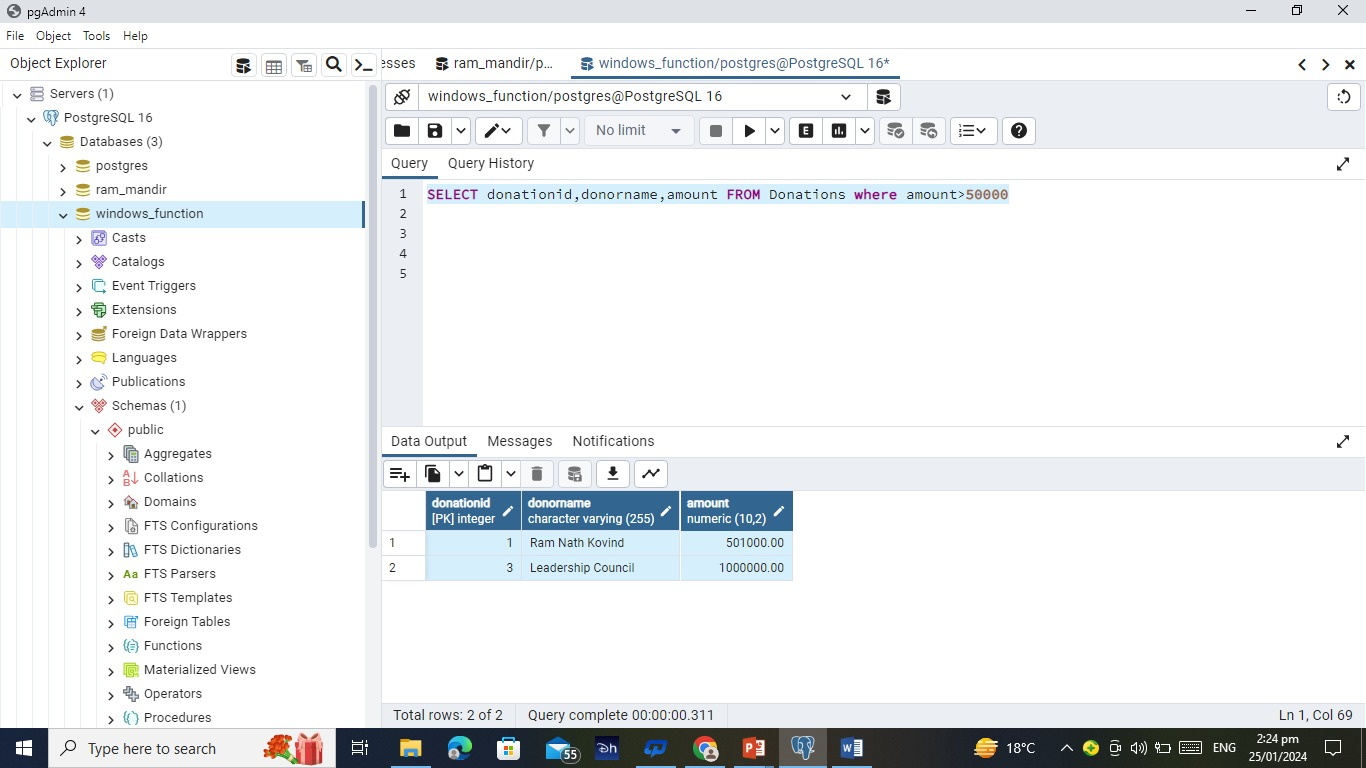 pgAdmin 4
File Object Tools Help
Object Explorer
esses ram_mandir/p... windows_function/postgres@PostgreSQL 16*
Servers (1)
PostgreSQL 16
Databases (3)
postgres
ram_mandir
windows_function
Casts
Catalogs
Event Triggers
Extensions
Foreign Data Wrappers
Languages
Publications
Schemas (1)
public
Aggregates
Collations
Domains
FTS Configurations
FTS Dictionaries
Aa FTS Parsers
FTS Templates
Foreign Tables
Functions
Materialized Views
Operators
Procedures
windows_function/postgres@PostgreSQL 16
No limit E
Query Query History
1 SELECT donationid,donorname,amount FROM Donations where amount>50000
2
3
4
5
Data Output Messages Notifications
donationid donorname amount
[PK] integer character varying (255) numeric (10,2)
1 1 Ram Nath Kovind 501000.00
2 3 Leadership Council 1000000.00
Total rows: 2 of 2 Query complete 00:00:00.311 Ln 1, Col 69
Type here to search 55 18°C ENG 2:24 pm
25/01/2024